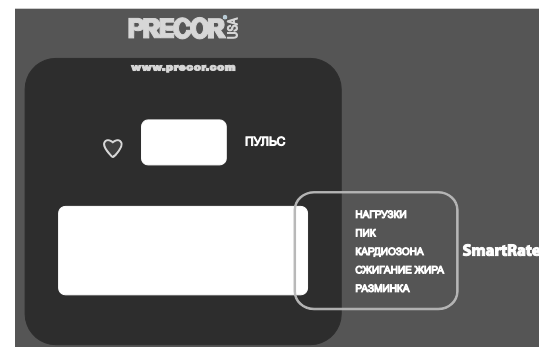 PRECOR USA
www.precor.com
ПУЛЬС
НАГРУЗКИ
ПИК
КАРДИОЗОНА
СЖИГАНИЕ ЖИРА
РАЗМИНКА
SmartRate